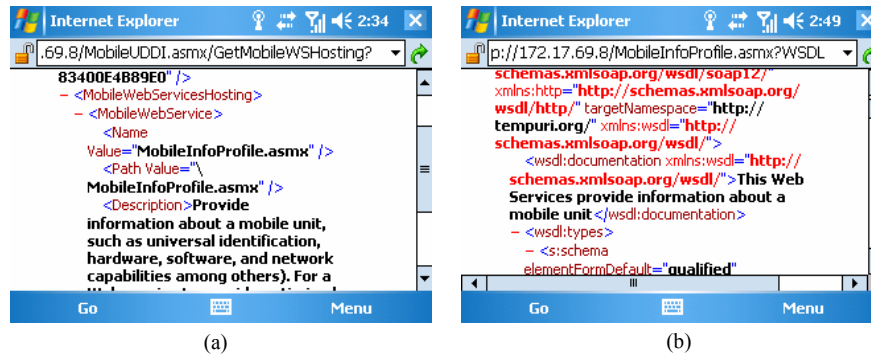 Internet Explorer 2:34
.69.8/MobileUDDI.asmx/GetMobileWSHosting?
83400E4B89E0" />
– <MobileWebServicesHosting>
– <MobileWebService>
<Name
Value="MobileInfoProfile.asmx" />
<Path Value="\
MobileInfoProfile.asmx" />
<Description>Provide
information about a mobile unit,
such as universal identification,
hardware, software, and network
capabilities among others). For a
Go Menu
(a)
Internet Explorer 2:49
p://172.17.69.8/MobileInfoProfile.asmx?WSDL
schemas.xmlsoap.org/wsdl/soap12/"
xmlns:http="http://schemas.xmlsoap.org/
wsdl/http/" targetNamespace="http://
tempuri.org/" xmlns:wsdl="http://
schemas.xmlsoap.org/wsdl/">
<wsdl:documentation xmlns:wsdl="http://
schemas.xmlsoap.org/wsdl/">This Web
Services provide information about a
mobile unit</wsdl:documentation>
– <wsdl:types>
– <s:schema
elementFormDefault="qualified"
Go Menu
(b)